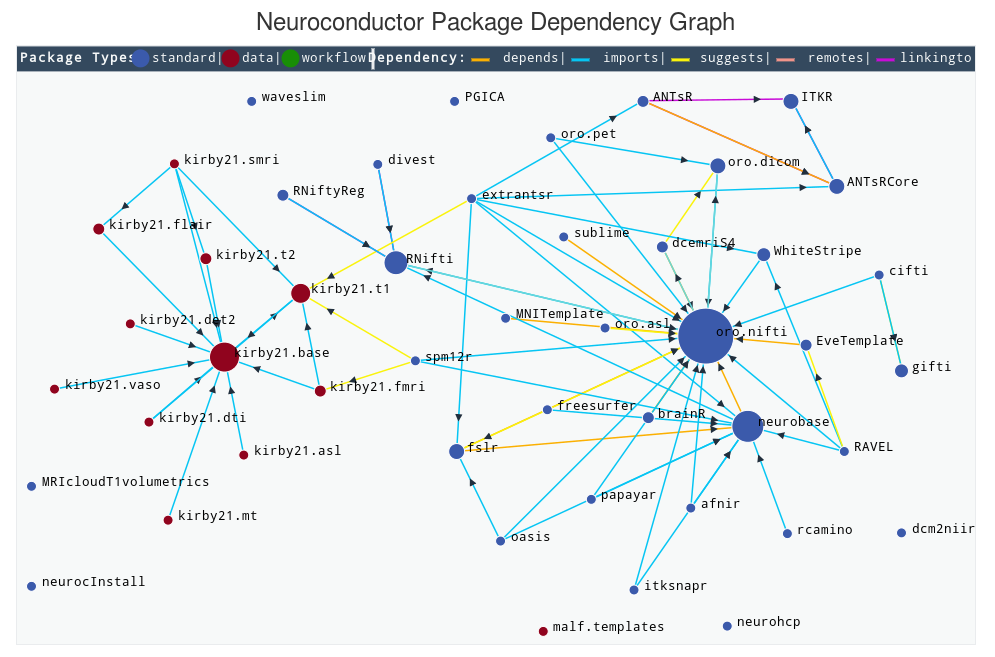 Neuroconductor Package Dependency Graph
Package Types standard| data| workflow Dependency: depends| imports| suggests| remotes| linkingto
waveslim
PGICA
ANTsR
ITKR
oro.pet
kirby21.smri
divest
oro.dicom
RNiftyReg
extrantsr
ANTsRCore
kirby21.flair
sublime
dcemriS4
kirby21.t2
RNifti
WhiteStripe
cifti
kirby21.t1
MNITemplate
kirby21.det2
oro.asl
oro.nifti
EveTemplate
kirby21.base
spm12r
gifti
kirby21.vaso
kirby21.fmri
kirby21.dti
freesurfer
brainR
neurobase
kirby21.asl
fslr
RAVEL
MRIcloudT1volumetrics
papayar
afnir
kirby21.mt
oasis
rcamino
dcm2niir
neurocInstall
itksnapr
malf.templates
neurohcp